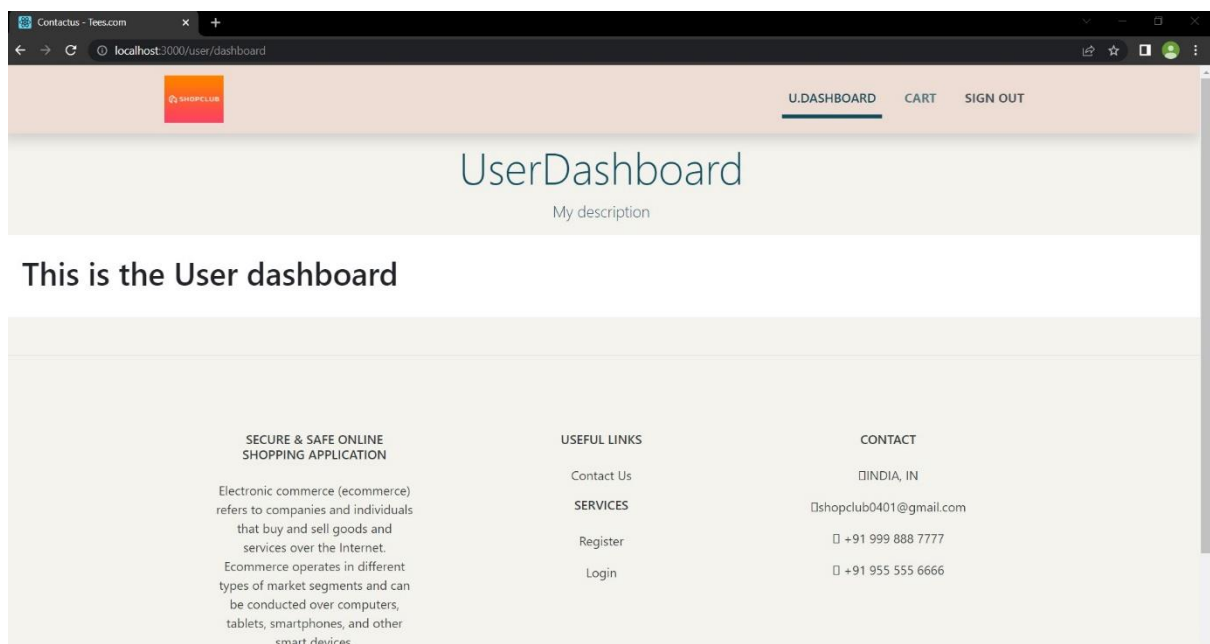 Contactus - Tees.com
localhost:3000/user/dashboard
SHOPCLUB
U.DASHBOARD CART SIGN OUT
UserDashboard
My description
This is the User dashboard
SECURE & SAFE ONLINE
SHOPPING APPLICATION
Electronic commerce (ecommerce)
refers to companies and individuals
that buy and sell goods and
services over the Internet.
Ecommerce operates in different
types of market segments and can
be conducted over computers,
tablets, smartphones, and other
smart devices.
USEFUL LINKS
Contact Us
SERVICES
Register
Login
CONTACT
INDIA, IN
shopclub0401@gmail.com
+91 999 888 7777
+91 955 555 6666